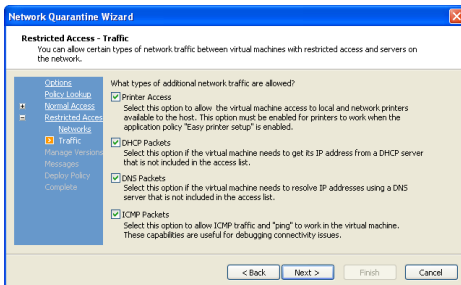 Network Quarantine Wizard
Restricted Access - Traffic
You can allow certain types of network traffic between virtual machines with restricted access and servers on
the network.
Options
Policy Lookup
Normal Access
Restricted Acces
Networks
Traffic
Manage Version
Messages
Deploy Policy
Complete
What types of additional network traffic are allowed?
Printer Access
Select this option to allow the virtual machine access to local and network printers
available to the host. This option must be enabled for printers to work when the
application policy "Easy printer setup" is enabled.
DHCP Packets
Select this option if the virtual machine needs to get its IP address from a DHCP server
that is not included in the access list.
DNS Packets
Select this option if the virtual machine needs to resolve IP addresses using a DNS
server that is not included in the access list.
ICMP Packets
Select this option to allow ICMP traffic and "ping" to work in the virtual machine.
These capabilities are useful for debugging connectivity issues.
< Back
Next >
Finish
Cancel